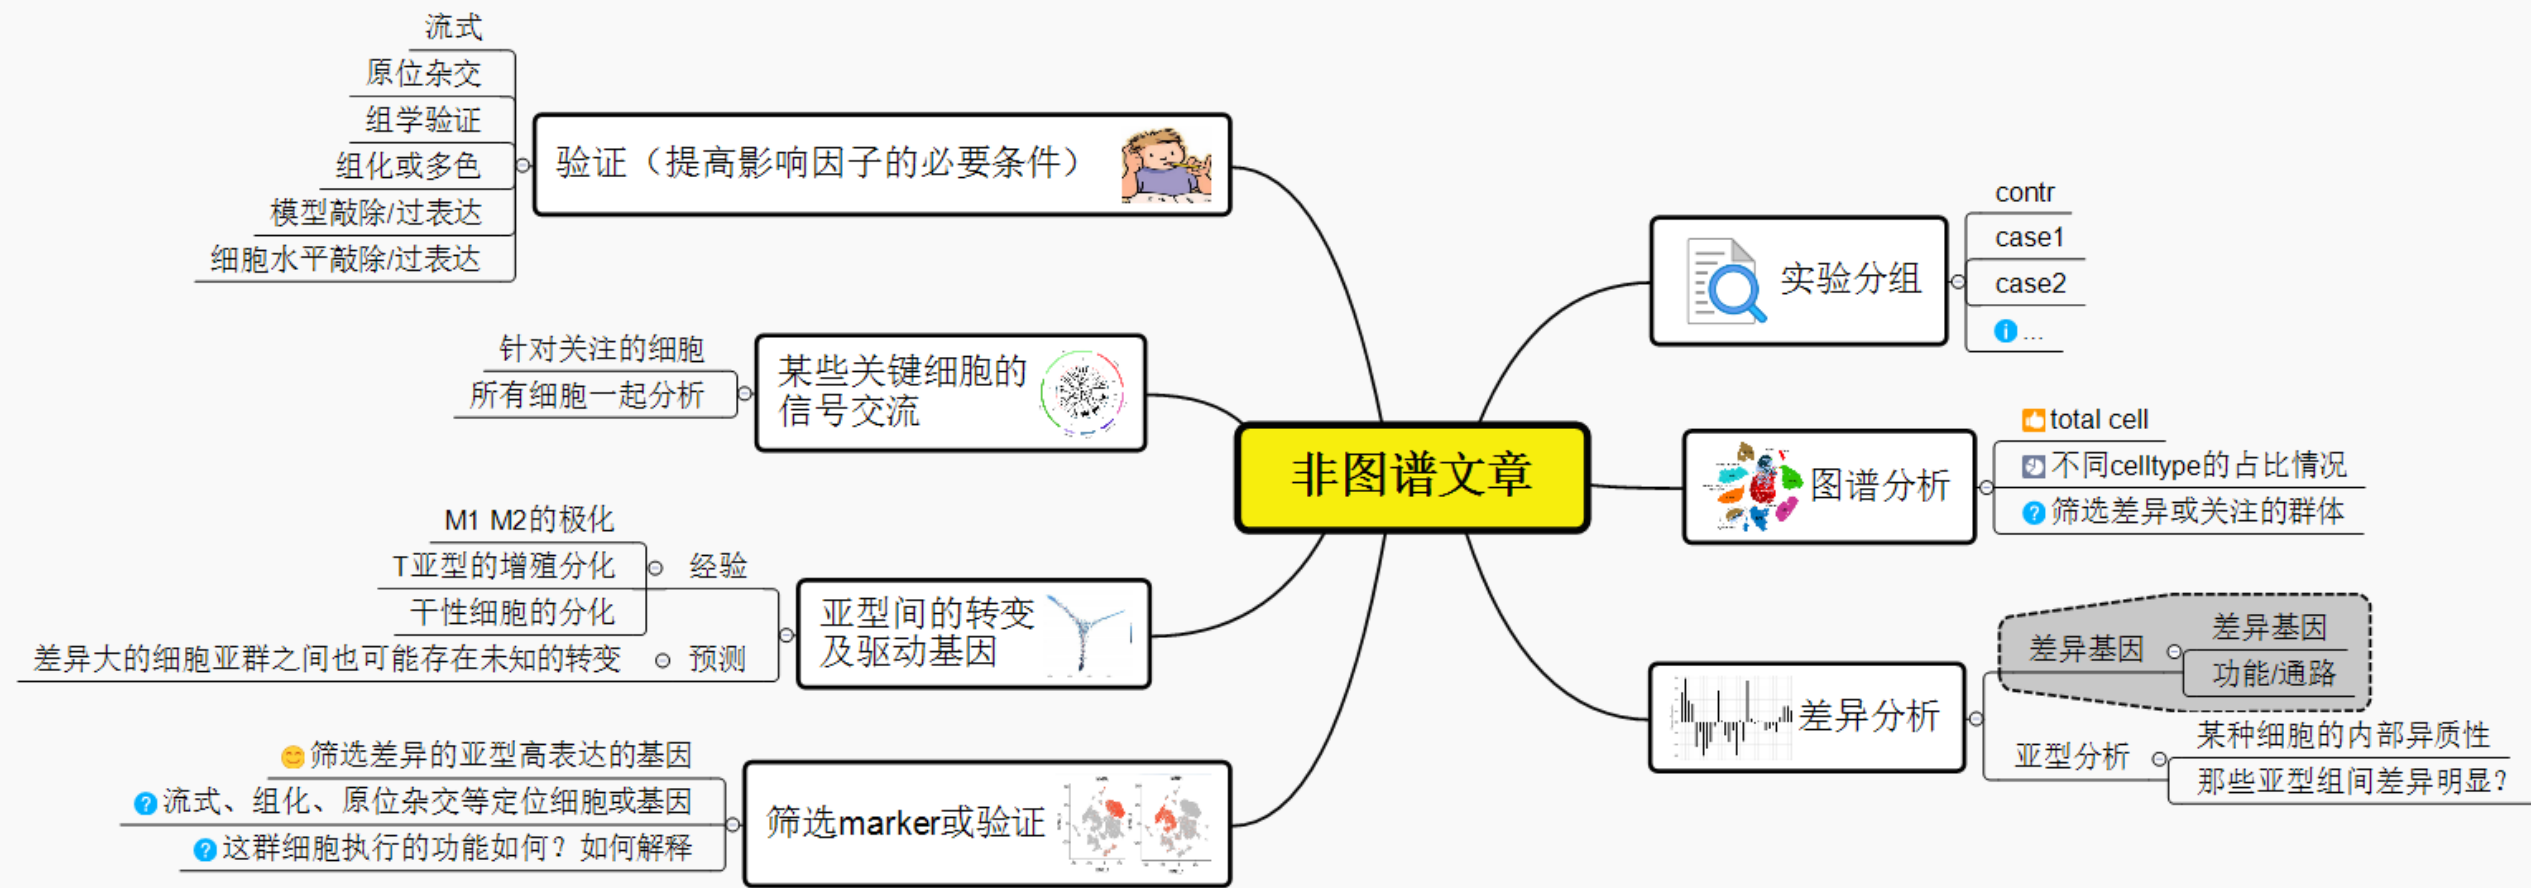 非图谱文章
实验分组
contr
case1
case2
...
图谱分析
total cell
不同celltype的占比情况
筛选差异或关注的群体
差异分析
差异基因
差异基因
功能/通路
亚型分析
某种细胞的内部异质性
那些亚型组间差异明显?
验证（提高影响因子的必要条件）
流式
原位杂交
组学验证
组化或多色
模型敲除/过表达
细胞水平敲除/过表达
某些关键细胞的
信号交流
针对关注的细胞
所有细胞一起分析
亚型间的转变
及驱动基因
经验
M1 M2的极化
T亚型的增殖分化
干性细胞的分化
预测
差异大的细胞亚群之间也可能存在未知的转变
筛选marker或验证
筛选差异的亚型高表达的基因
流式、组化、原位杂交等定位细胞或基因
这群细胞执行的功能如何？如何解释